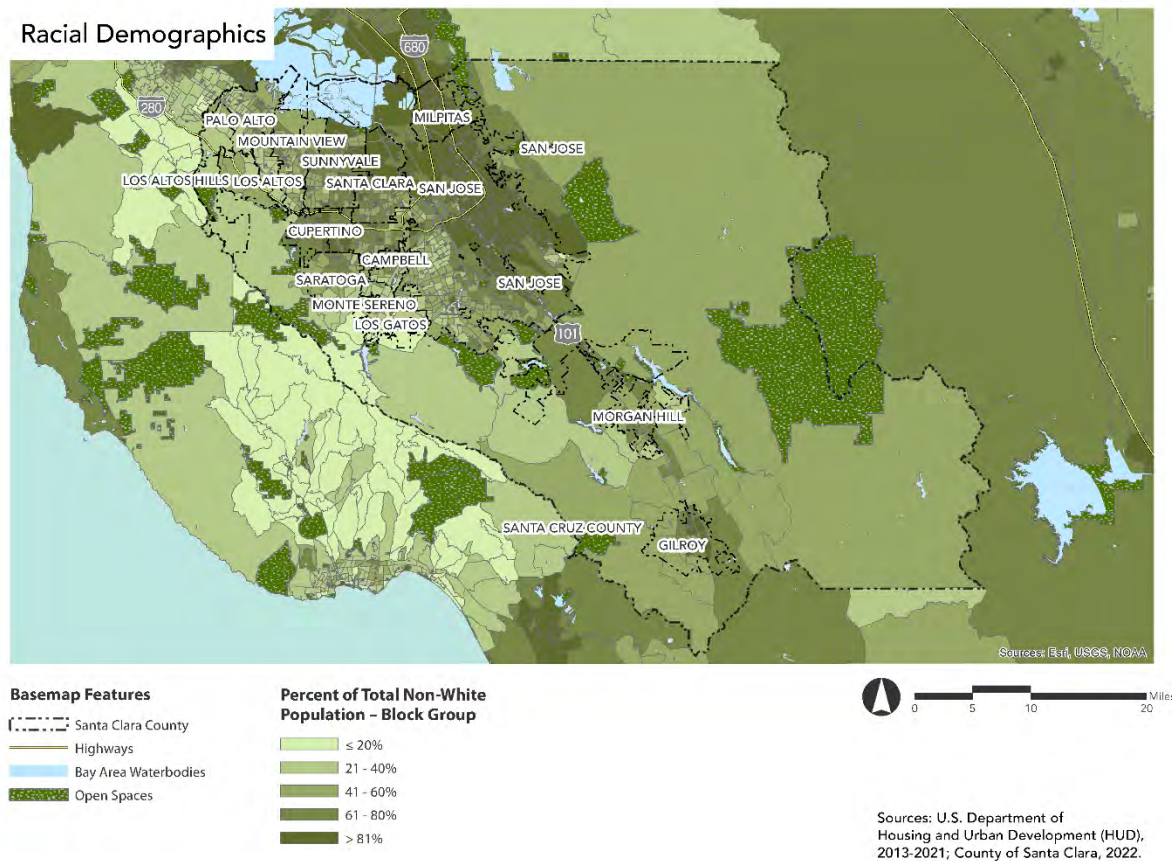 Racial Demographics
680
280
PALO ALTO
MILPITAS
MOUNTAIN VIEW
SAN JOSE
SUNNYVALE
LOS ALTOS HILLS
LOS ALTOS
SANTA CLARA
SAN JOSE
CUPERTINO
CAMPBELL
SARATOGA
SAN JOSE
MONTE SERENO
LOS GATOS
101
MORGAN HILL
SANTA CRUZ COUNTY
GILROY
Sources: Esri, USGS, NOAA
Basemap Features
Santa Clara County
Highways
Bay Area Waterbodies
Open Spaces
Percent of Total Non-White
Population – Block Group
≤ 20%
21 - 40%
41 - 60%
61 - 80%
> 81%
Miles
0 5 10 20
Sources: U.S. Department of
Housing and Urban Development (HUD),
2013-2021; County of Santa Clara, 2022.